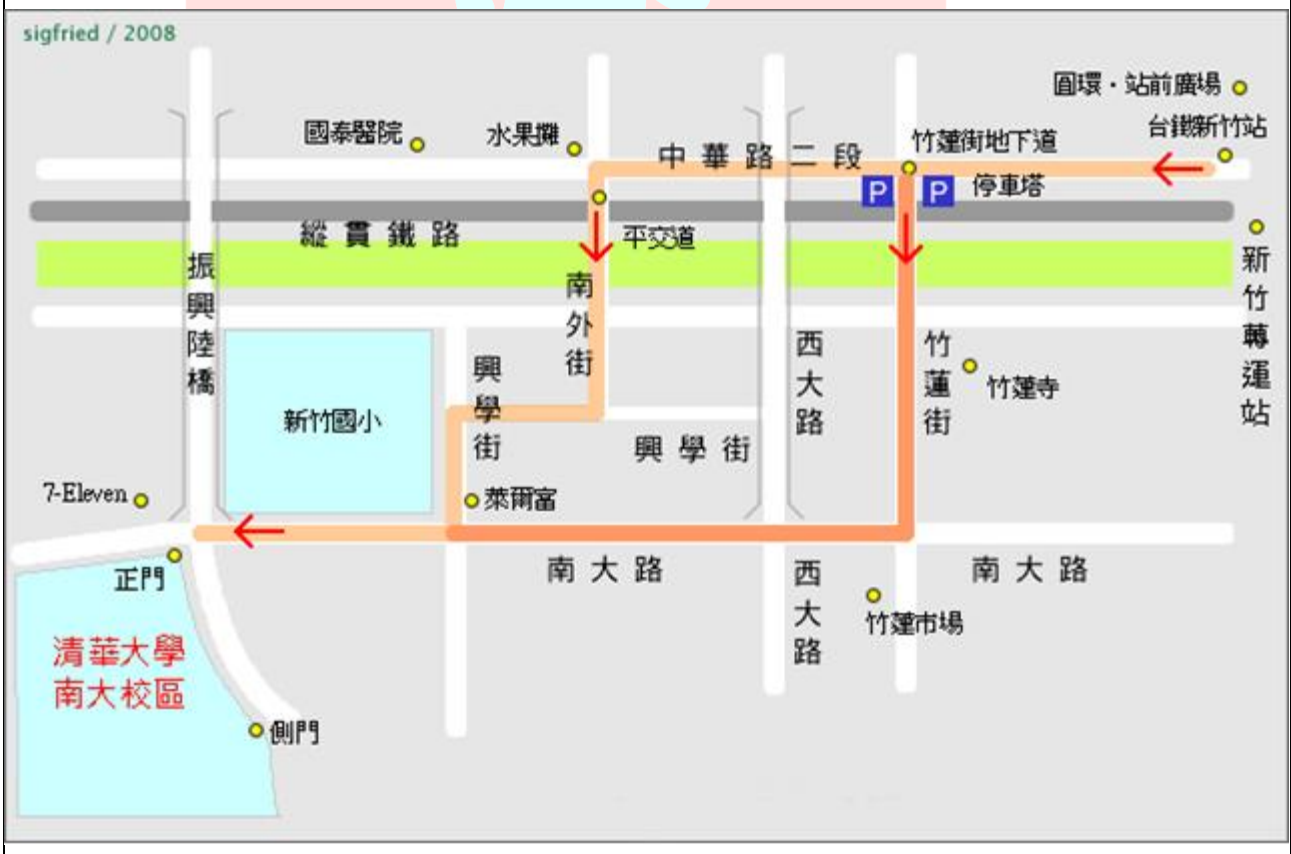 sigfried / 2008
圓環・站前廣場
台鐵新竹站
國泰醫院
水果攤
中華路二段
竹蓮街地下道
P
P
停車塔
縱貫鐵路
平交道
新竹轉運站
振興陸橋
南外街
興學街
西大路
竹蓮街
竹蓮寺
新竹國小
興學街
7-Eleven
萊爾富
正門
南大路
西大路
南大路
竹蓮市場
清華大學
南大校區
側門